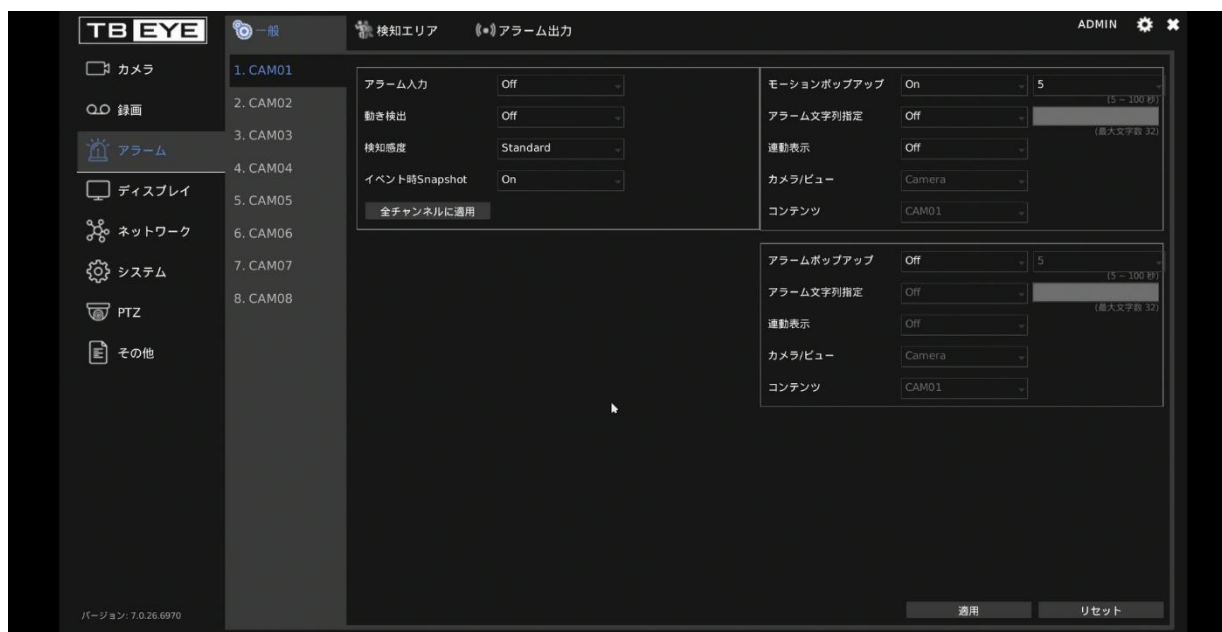 TB EYE
一般
検知エリア
アラーム出力
ADMIN
カメラ
録画
アラーム
ディスプレイ
ネットワーク
システム
PTZ
その他
バージョン: 7.0.26.6970
1. CAM01
2. CAM02
3. CAM03
4. CAM04
5. CAM05
6. CAM06
7. CAM07
8. CAM08
アラーム入力 Off
動き検出 Off
検知感度 Standard
イベント時Snapshot On
全チャンネルに適用
モーションポップアップ On 5
(5 ~ 100 秒)
アラーム文字列指定 Off
(最大文字数 32)
連動表示 Off
カメラ/ビュー Camera
コンテンツ CAM01
アラームポップアップ Off 5
(5 ~ 100 秒)
アラーム文字列指定 Off
(最大文字数 32)
連動表示 Off
カメラ/ビュー Camera
コンテンツ CAM01
適用
リセット